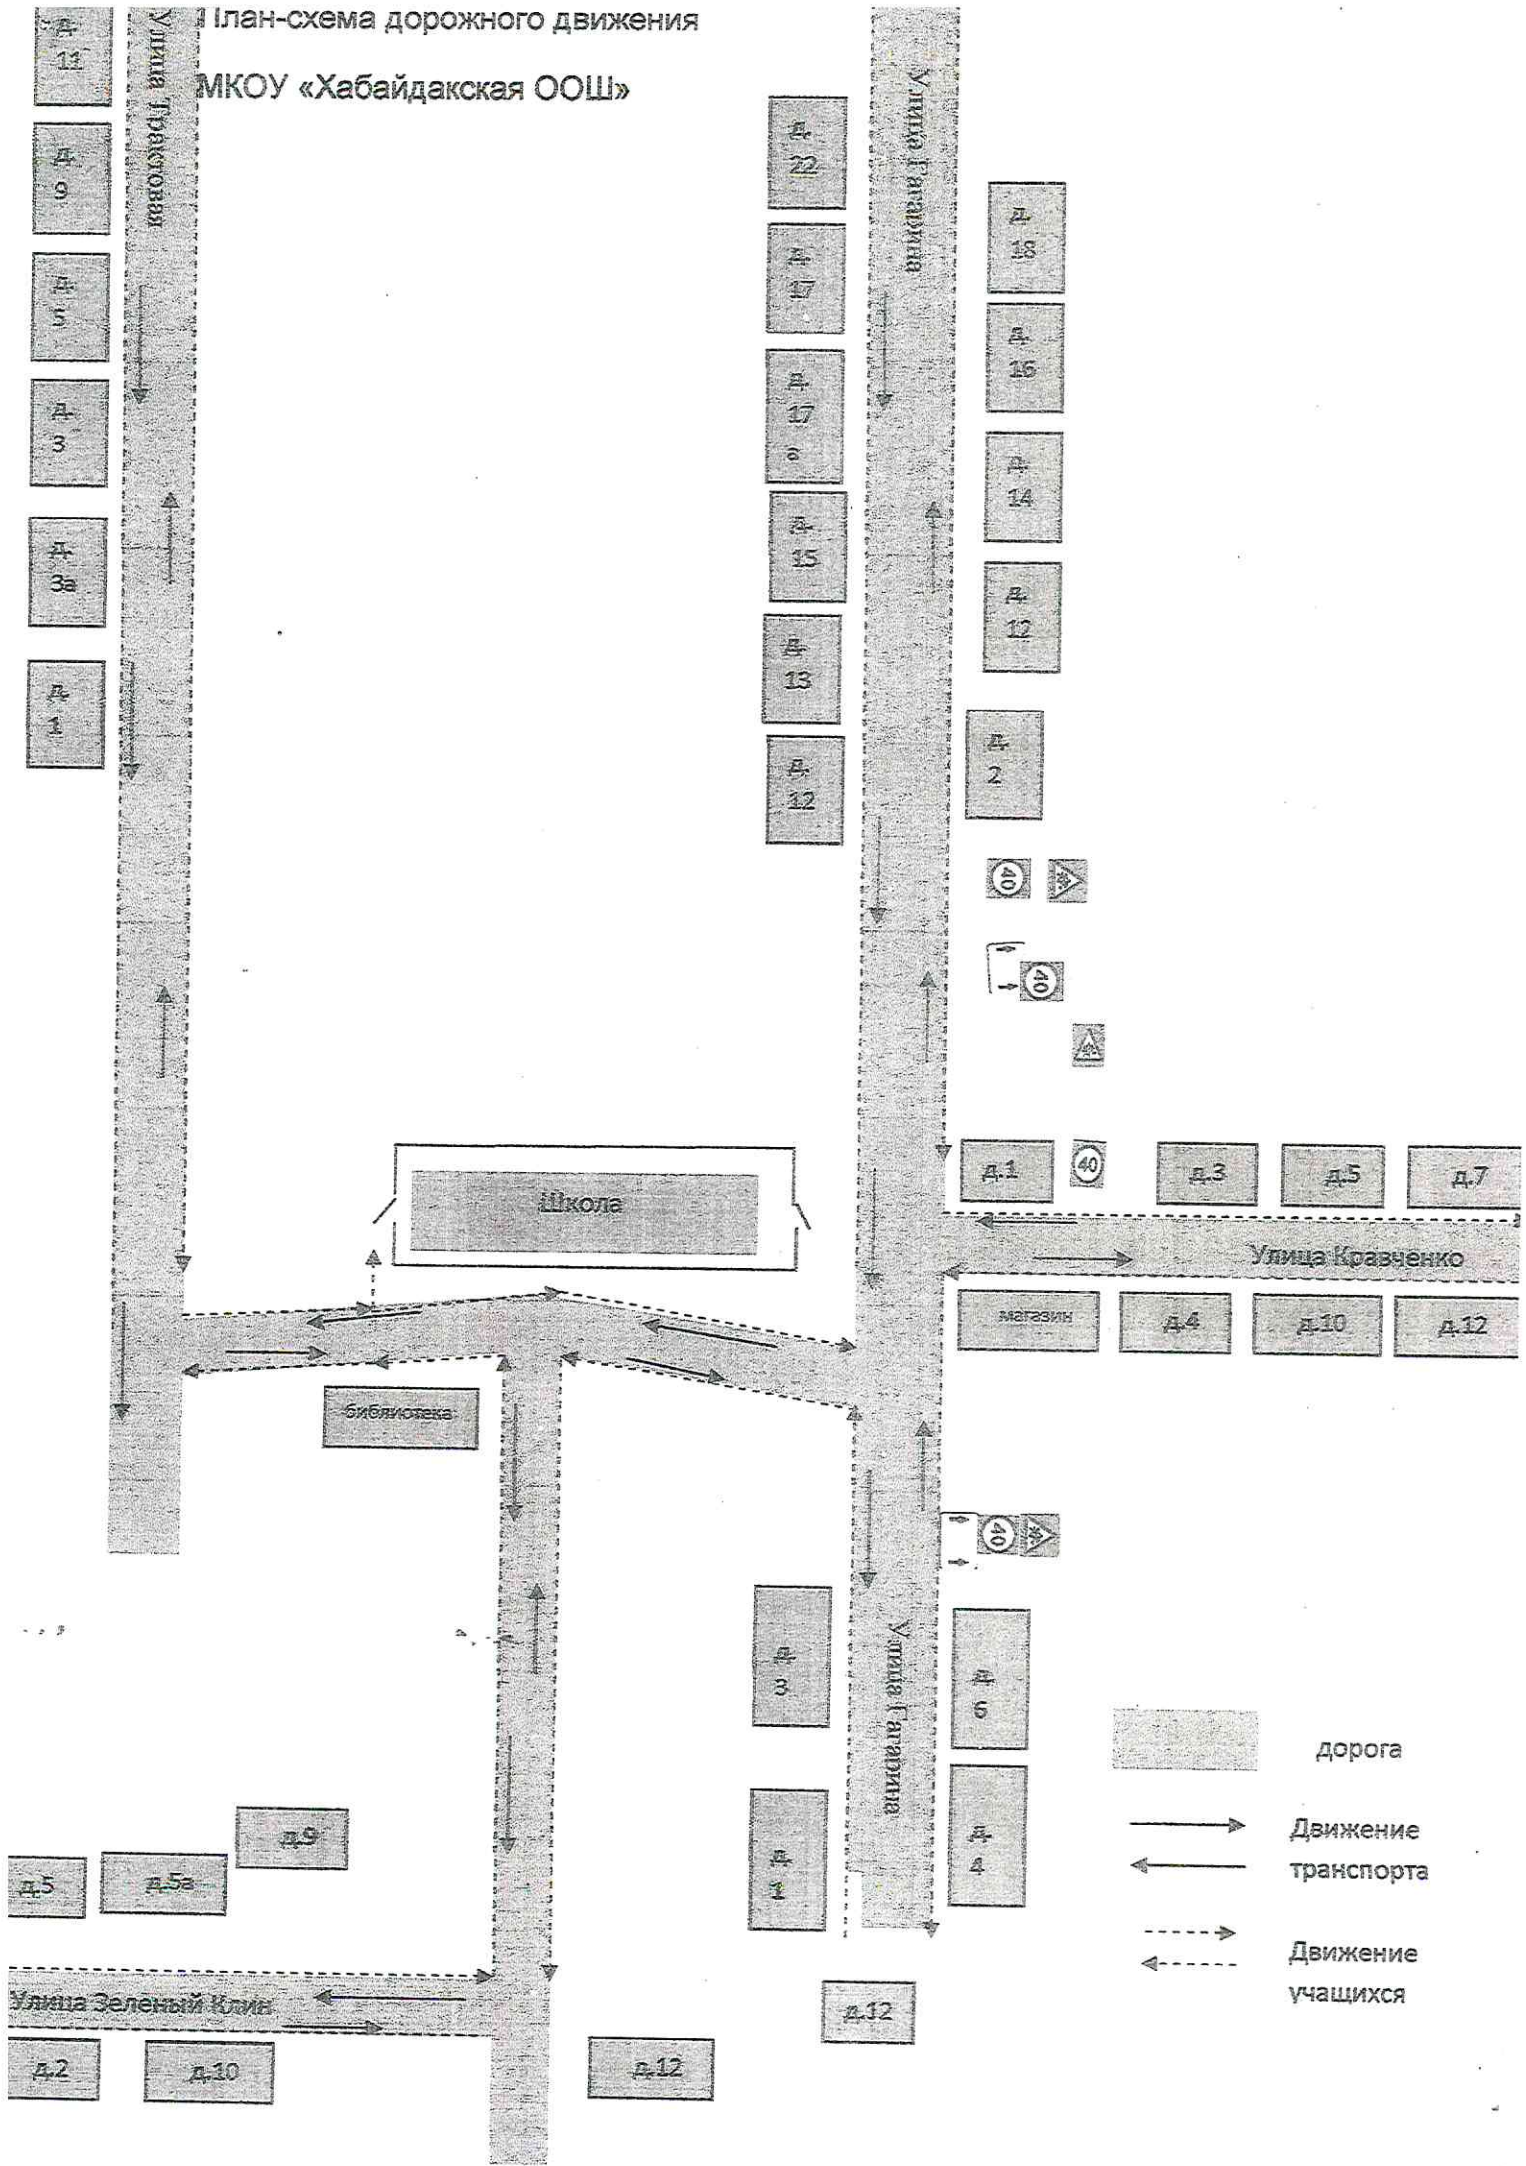 План-схема дорожного движения
МКОУ «Хабайдакская ООШ»
Улица Трактовая
д.
11
д.
9
д.
5
д.
3
д.
3а
д.
1
Улица Гагарина
д.
22
д.
17
д.
17
а
д.
15
д.
13
д.
12
д.
18
д.
16
д.
14
д.
12
д.
2
40
40
д.1
40
д.3
д.5
д.7
Школа
Улица Кравченко
магазин
д.4
д.10
д.12
библиотека
40
д.
3
д.
6
Улица Гагарина
д.
1
д.
4
дорога
Движение
транспорта
Движение
учащихся
д.9
д.5
д.5а
Улица Зеленый Клин
д.2
д.10
д.12
д.12